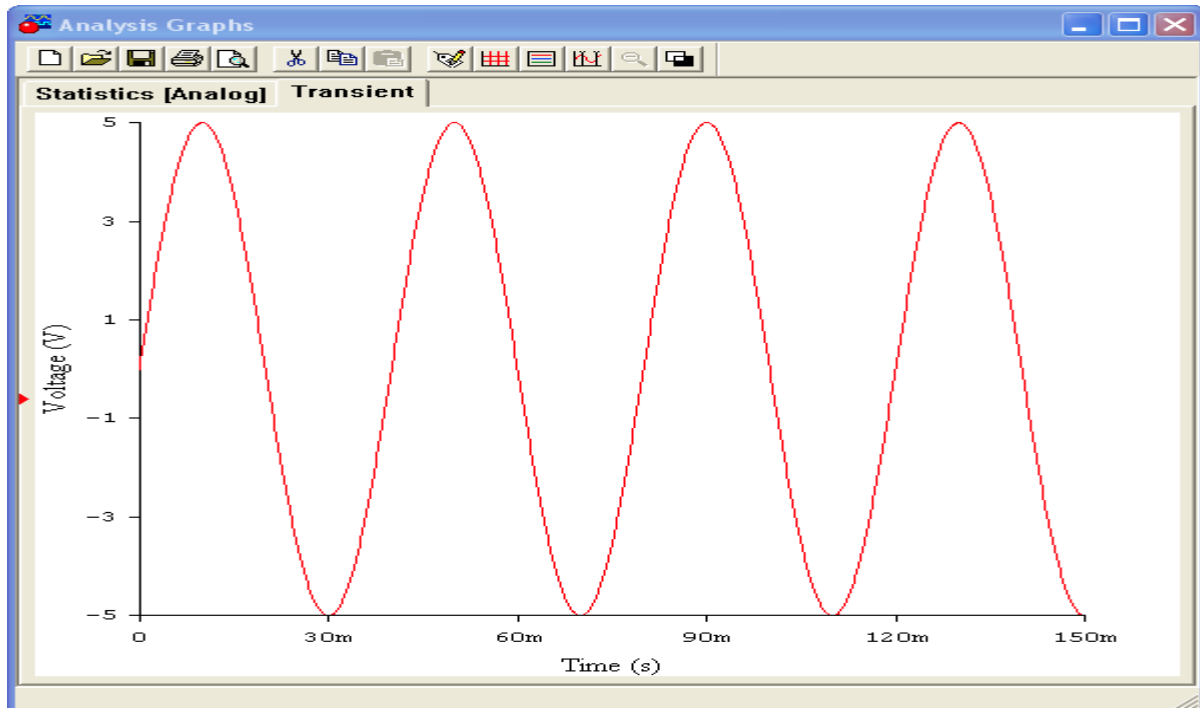 Analysis Graphs
Statistics [Analog] Transient
5
3
1
-1
-3
-5
Voltage (V)
0 30m 60m 90m 120m 150m
Time (s)